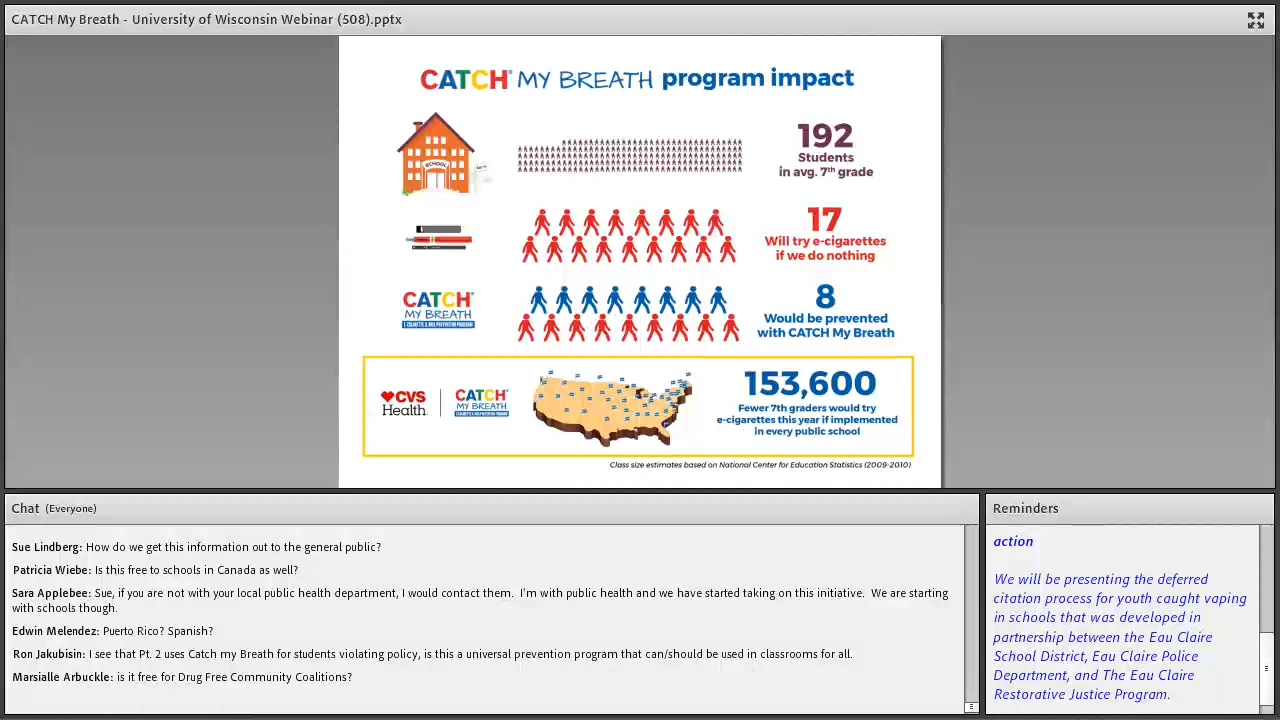 CATCH My Breath - University of Wisconsin Webinar (508).pptx
CATCH® MY BREATH program impact
SCHOOL
192
Students
in avg. 7th grade
17
Will try e-cigarettes
if we do nothing
CATCH®
MY BREATH
E-CIGARETTE & JUUL PREVENTION PROGRAM
8
Would be prevented
with CATCH My Breath
CVS
Health
CATCH®
MY BREATH
E-CIGARETTE & JUUL PREVENTION PROGRAM
153,600
Fewer 7th graders would try
e-cigarettes this year if implemented
in every public school
Class size estimates based on National Center for Education Statistics (2009-2010)
Chat (Everyone)
Sue Lindberg: How do we get this information out to the general public?
Patricia Wiebe: Is this free to schools in Canada as well?
Sara Applebee: Sue, if you are not with your local public health department, I would contact them.  I'm with public health and we have started taking on this initiative.  We are starting
with schools though.
Edwin Melendez: Puerto Rico? Spanish?
Ron Jakubisin: I see that Pt. 2 uses Catch my Breath for students violating policy, is this a universal prevention program that can/should be used in classrooms for all.
Marsialle Arbuckle: is it free for Drug Free Community Coalitions?
Reminders
action
We will be presenting the deferred
citation process for youth caught vaping
in schools that was developed in
partnership between the Eau Claire
School District, Eau Claire Police
Department, and The Eau Claire
Restorative Justice Program.